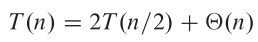 T(n) = 2T(n/2) + Θ(n)